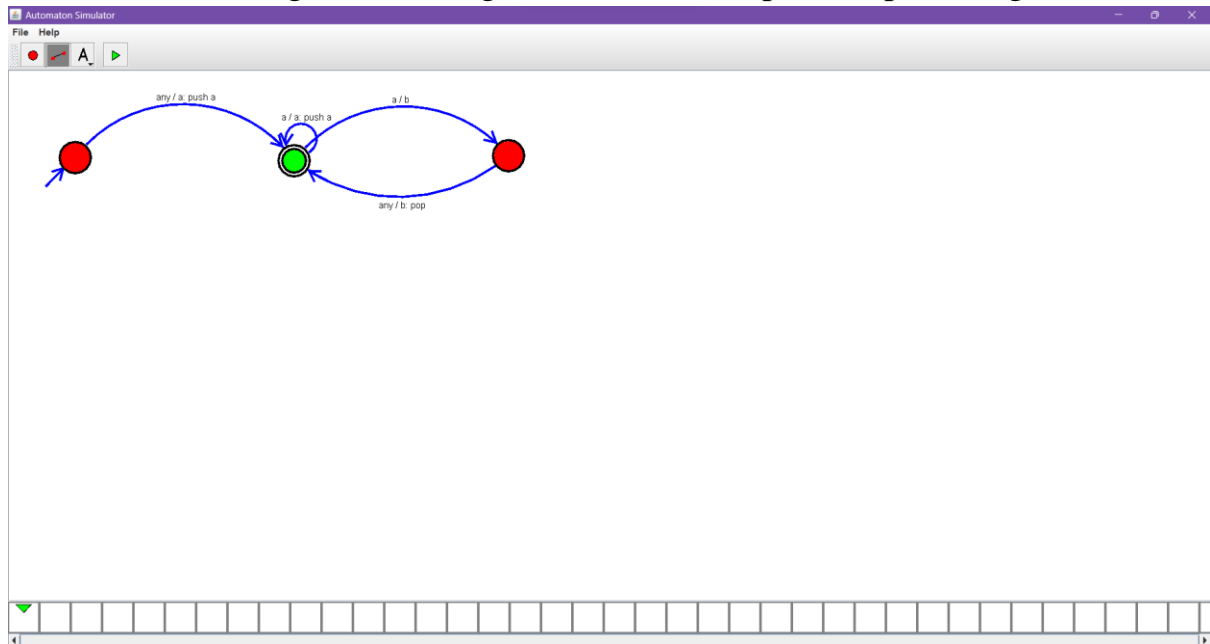 Automaton Simulator
File Help
A
any / a: push a
a / a: push a
a / b
any / b: pop